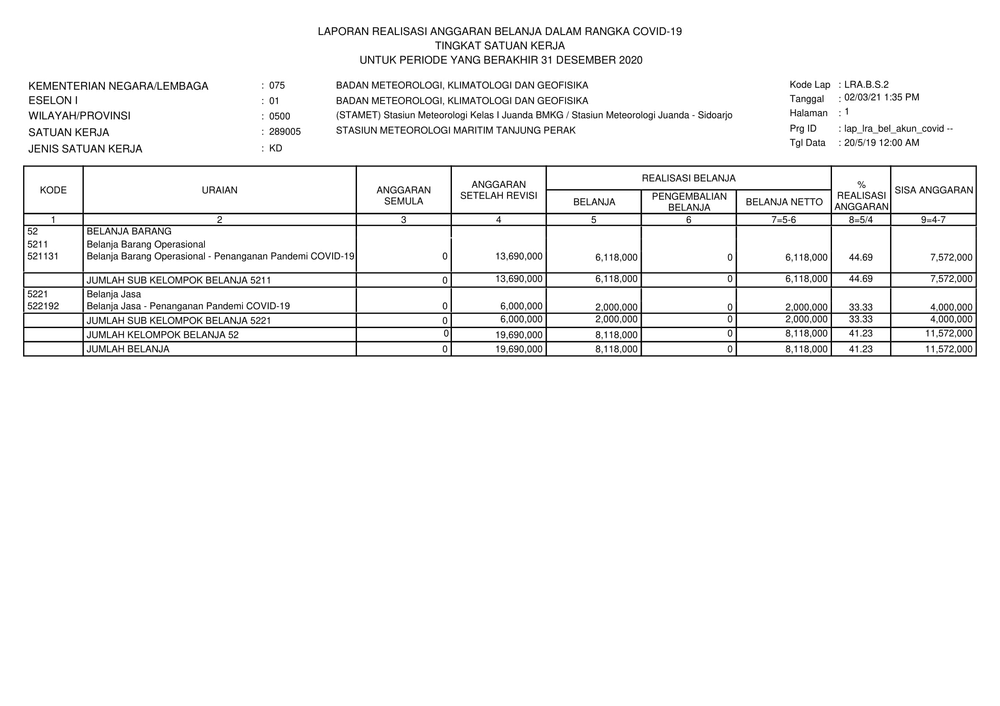 LAPORAN REALISASI ANGGARAN BELANJA DALAM RANGKA COVID-19
TINGKAT SATUAN KERJA
UNTUK PERIODE YANG BERAKHIR 31 DESEMBER 2020
KEMENTERIAN NEGARA/LEMBAGA : 075 BADAN METEOROLOGI, KLIMATOLOGI DAN GEOFISIKA
ESELON I : 01 BADAN METEOROLOGI, KLIMATOLOGI DAN GEOFISIKA
WILAYAH/PROVINSI : 0500 (STAMET) Stasiun Meteorologi Kelas I Juanda BMKG / Stasiun Meteorologi Juanda - Sidoarjo
SATUAN KERJA : 289005 STASIUN METEOROLOGI MARITIM TANJUNG PERAK
JENIS SATUAN KERJA : KD
Kode Lap : LRA.B.S.2
Tanggal : 02/03/21 1:35 PM
Halaman : 1
Prg ID : lap_lra_bel_akun_covid --
Tgl Data : 20/5/19 12:00 AM
KODE
URAIAN
ANGGARAN
SEMULA
ANGGARAN
SETELAH REVISI
REALISASI BELANJA
BELANJA
PENGEMBALIAN
BELANJA
BELANJA NETTO
%
REALISASI
ANGGARAN
SISA ANGGARAN
1 2 3 4 5 6 7=5-6 8=5/4 9=4-7
52 BELANJA BARANG
5211 Belanja Barang Operasional
521131 Belanja Barang Operasional - Penanganan Pandemi COVID-19 0 13,690,000 6,118,000 0 6,118,000 44.69 7,572,000
JUMLAH SUB KELOMPOK BELANJA 5211 0 13,690,000 6,118,000 0 6,118,000 44.69 7,572,000
5221 Belanja Jasa
522192 Belanja Jasa - Penanganan Pandemi COVID-19 0 6,000,000 2,000,000 0 2,000,000 33.33 4,000,000
JUMLAH SUB KELOMPOK BELANJA 5221 0 6,000,000 2,000,000 0 2,000,000 33.33 4,000,000
JUMLAH KELOMPOK BELANJA 52 0 19,690,000 8,118,000 0 8,118,000 41.23 11,572,000
JUMLAH BELANJA 0 19,690,000 8,118,000 0 8,118,000 41.23 11,572,000